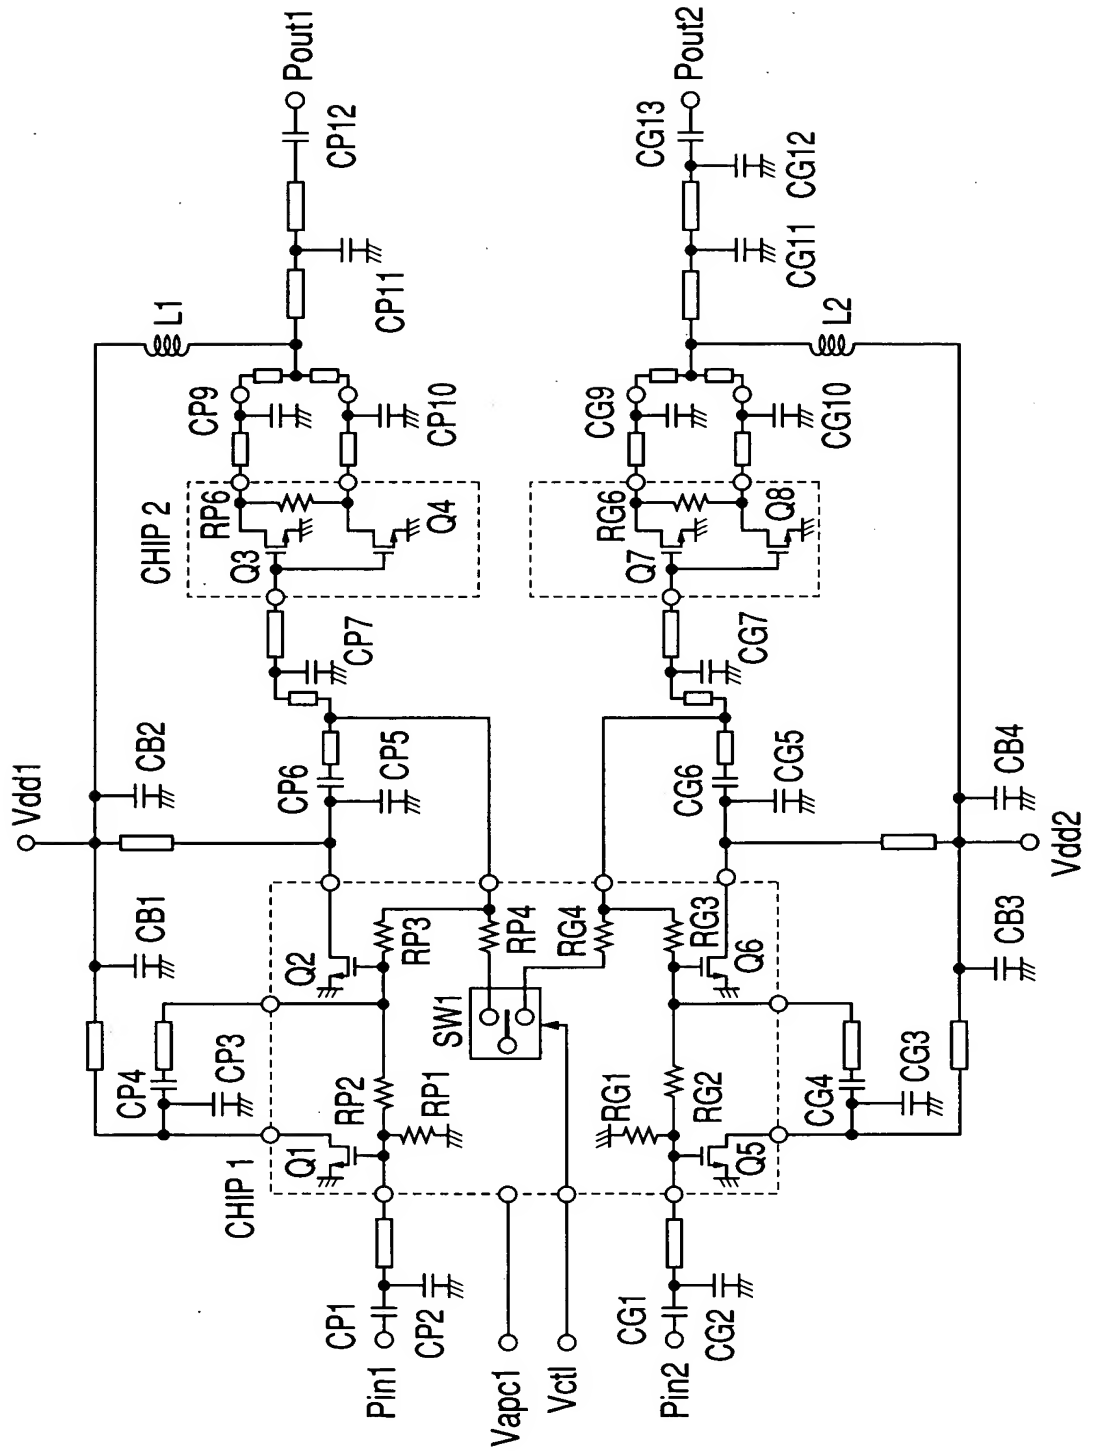 Vdd1
CB1
CB2
L1
CP4
CP3
CHIP 1
Q1
Q2
RP2
RP1
RP3
RP4
CP6
CP5
CP7
CHIP 2
Q3
RP6
Q4
CP9
CP10
CP11
CP12
Pout1
CP1
CP2
Pin1
Vapc1
Vctl
SW1
RG4
RG1
RG2
RG3
Q5
Q6
CG1
CG2
Pin2
CG4
CG3
CG6
CG5
CG7
Q7
RG6
Q8
CG9
CG10
CG11
CG12
CG13
Pout2
L2
CB3
CB4
Vdd2